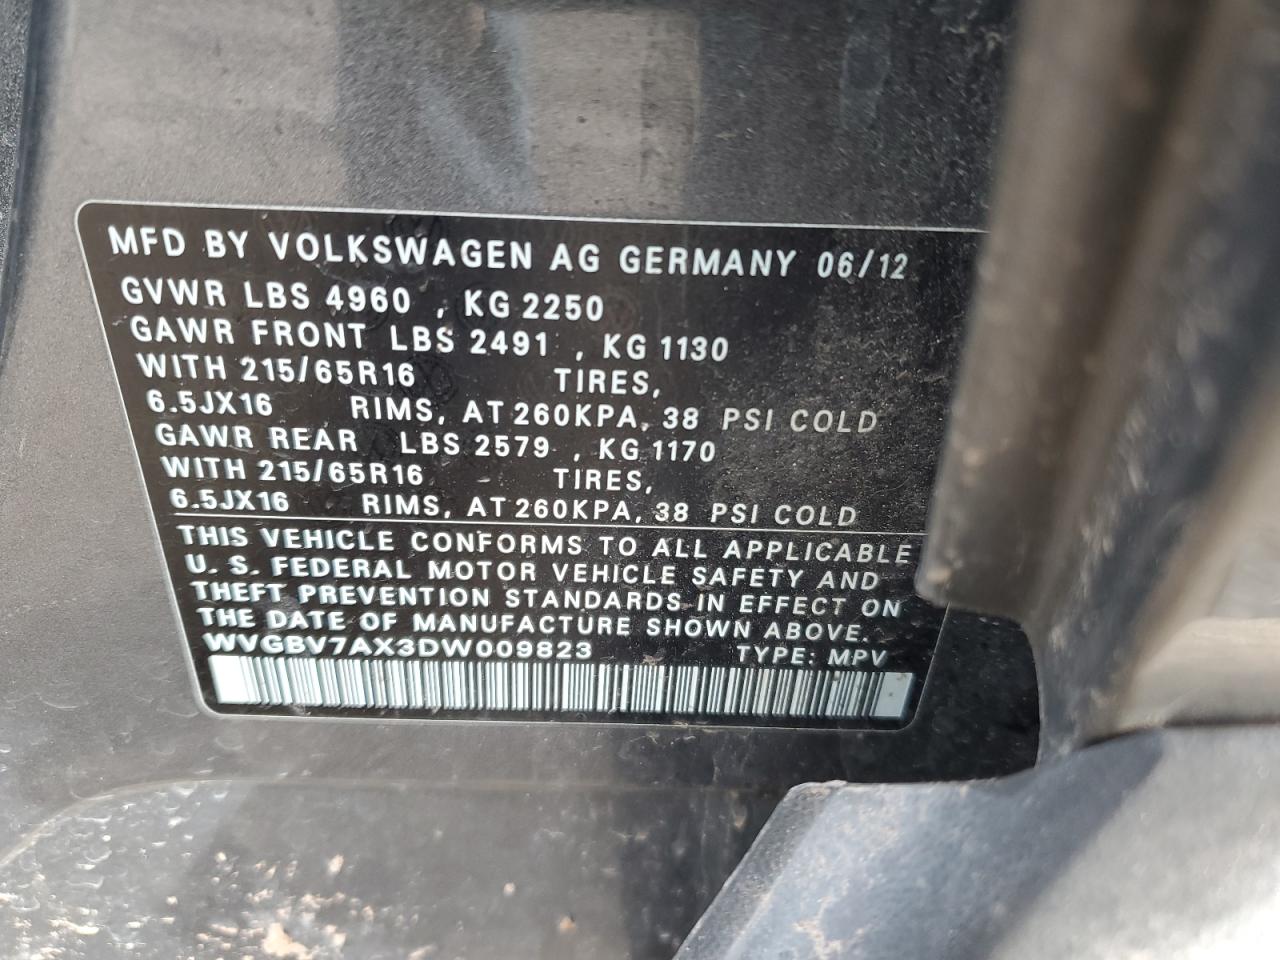 MFD BY VOLKSWAGEN AG GERMANY 06/12
GVWR LBS 4960 , KG 2250
GAWR FRONT LBS 2491 , KG 1130
WITH 215/65R16 TIRES,
6.5JX16 RIMS, AT 260KPA, 38 PSI COLD
GAWR REAR LBS 2579 , KG 1170
WITH 215/65R16 TIRES,
6.5JX16 RIMS, AT 260KPA, 38 PSI COLD
THIS VEHICLE CONFORMS TO ALL APPLICABLE
U. S. FEDERAL MOTOR VEHICLE SAFETY AND
THEFT PREVENTION STANDARDS IN EFFECT ON
THE DATE OF MANUFACTURE SHOWN ABOVE.
WVGBV7AX3DW009823 TYPE: MPV